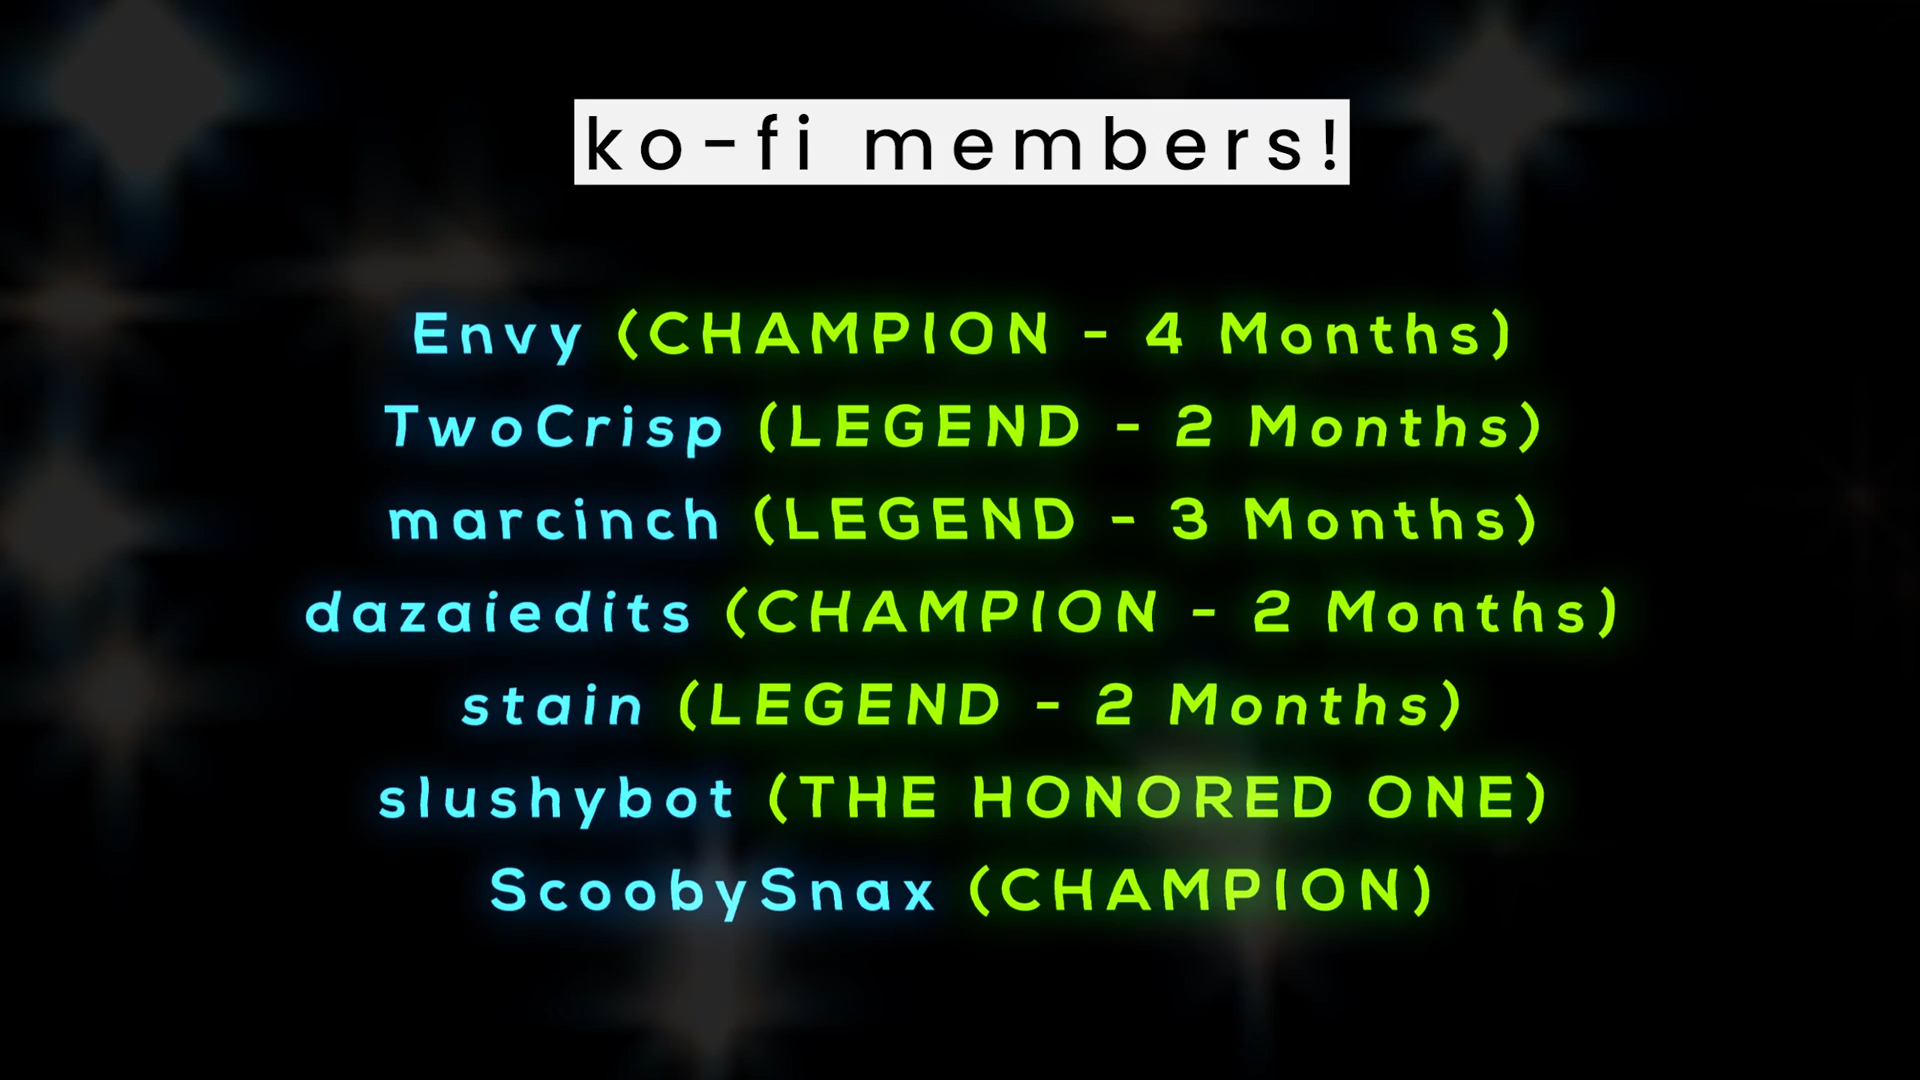 ko-fi members!
Envy (CHAMPION - 4 Months)
TwoCrisp (LEGEND - 2 Months)
marcinch (LEGEND - 3 Months)
dazaiedits (CHAMPION - 2 Months)
stain (LEGEND - 2 Months)
slushybot (THE HONORED ONE)
ScoobySnax (CHAMPION)